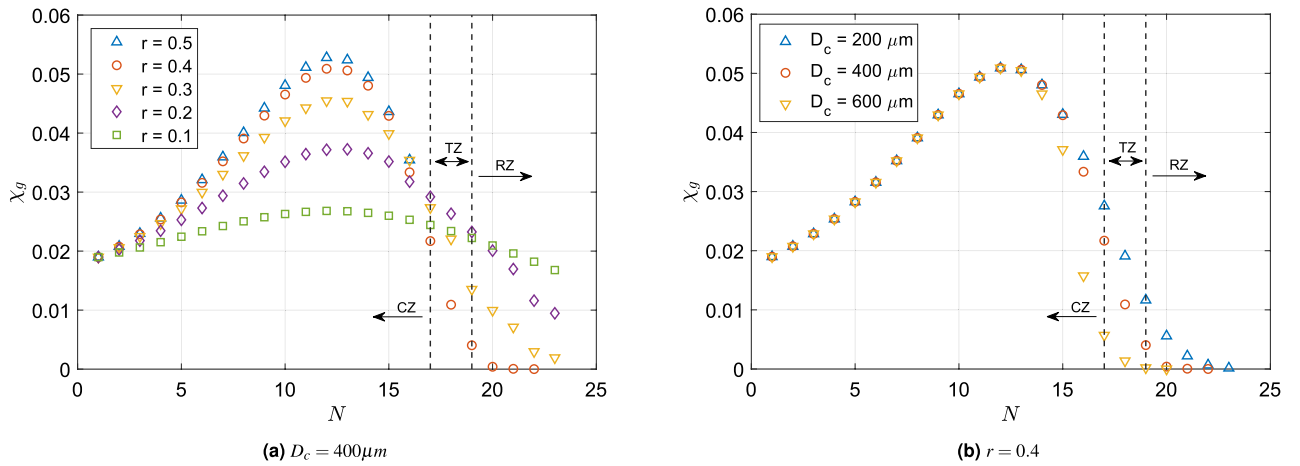 0.06
0.05
0.04
0.03
0.02
0.01
0
χg
r = 0.5
r = 0.4
r = 0.3
r = 0.2
r = 0.1
TZ
RZ
CZ
0 5 10 15 20 25
N
(a) Dc = 400μm
0.06
0.05
0.04
0.03
0.02
0.01
0
χg
Dc = 200 μm
Dc = 400 μm
Dc = 600 μm
TZ
RZ
CZ
0 5 10 15 20 25
N
(b) r = 0.4